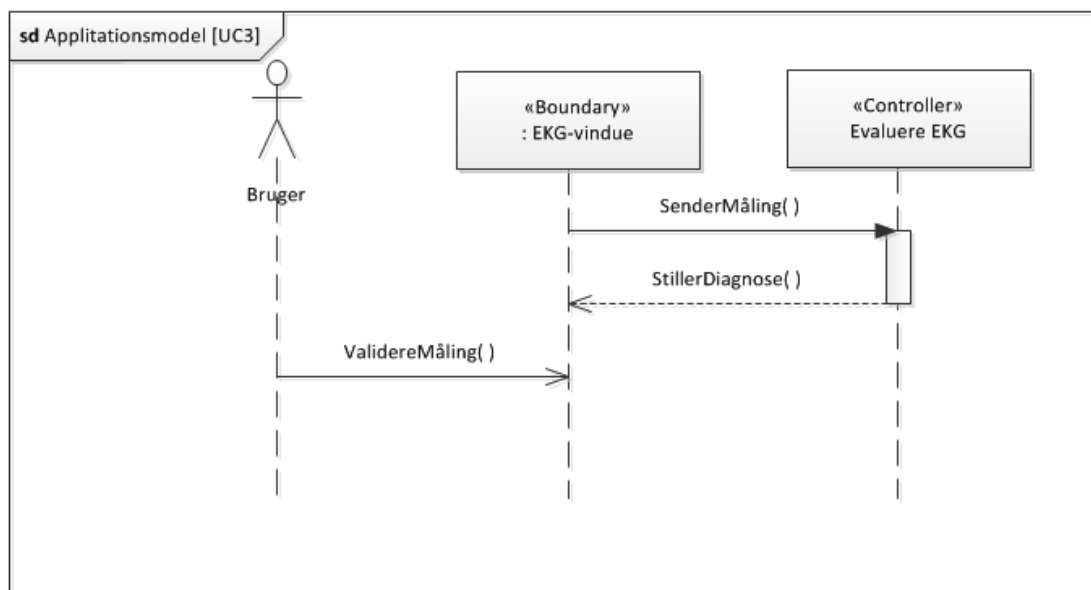 sd Applitationsmodel [UC3]
«Boundary»
: EKG-vindue
«Controller»
Evaluere EKG
Bruger
SenderMåling( )
StillerDiagnose( )
ValidereMåling( )